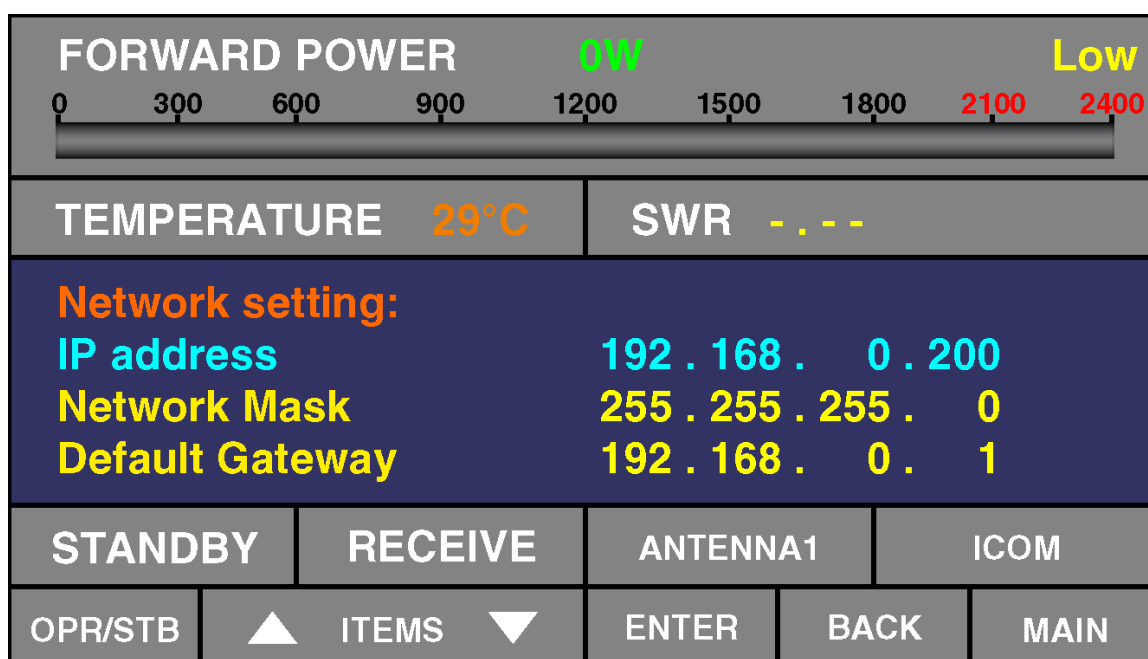 FORWARD POWER 0W Low
0 300 600 900 1200 1500 1800 2100 2400
TEMPERATURE 29°C SWR -.--
Network setting:
IP address 192 . 168 . 0 . 200
Network Mask 255 . 255 . 255 . 0
Default Gateway 192 . 168 . 0 . 1
STANDBY RECEIVE ANTENNA1 ICOM
OPR/STB ▲ ITEMS ▼ ENTER BACK MAIN